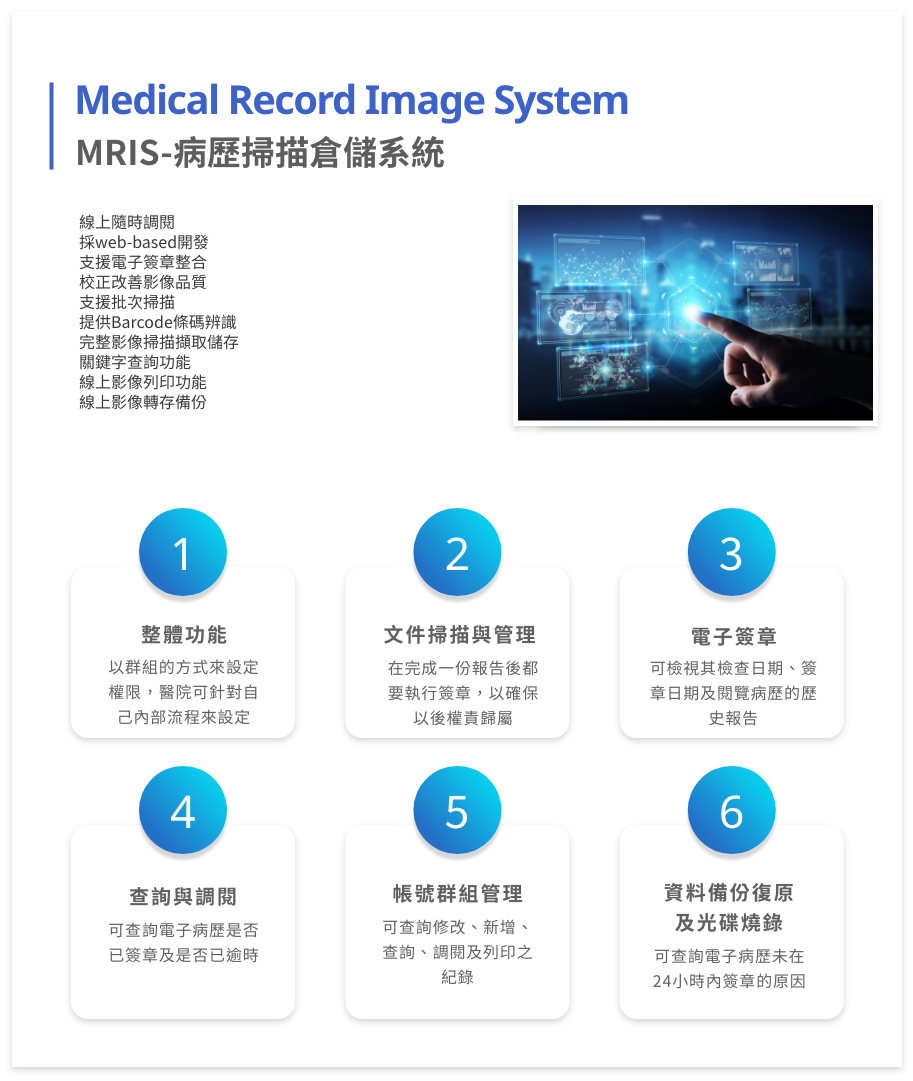 Medical Record Image System
MRIS-病歷掃描倉儲系統
線上隨時調閱
採web-based開發
支援電子簽章整合
校正改善影像品質
支援批次掃描
提供Barcode條碼辨識
完整影像掃描擷取儲存
關鍵字查詢功能
線上影像列印功能
線上影像轉存備份
1
整體功能
以群組的方式來設定
權限，醫院可針對自
己內部流程來設定
2
文件掃描與管理
在完成一份報告後都
要執行簽章，以確保
以後權責歸屬
3
電子簽章
可檢視其檢查日期、簽
章日期及閱覽病歷的歷
史報告
4
查詢與調閱
可查詢電子病歷是否
已簽章及是否已逾時
5
帳號群組管理
可查詢修改、新增、
查詢、調閱及列印之
紀錄
6
資料備份復原
及光碟燒錄
可查詢電子病歷未在
24小時內簽章的原因